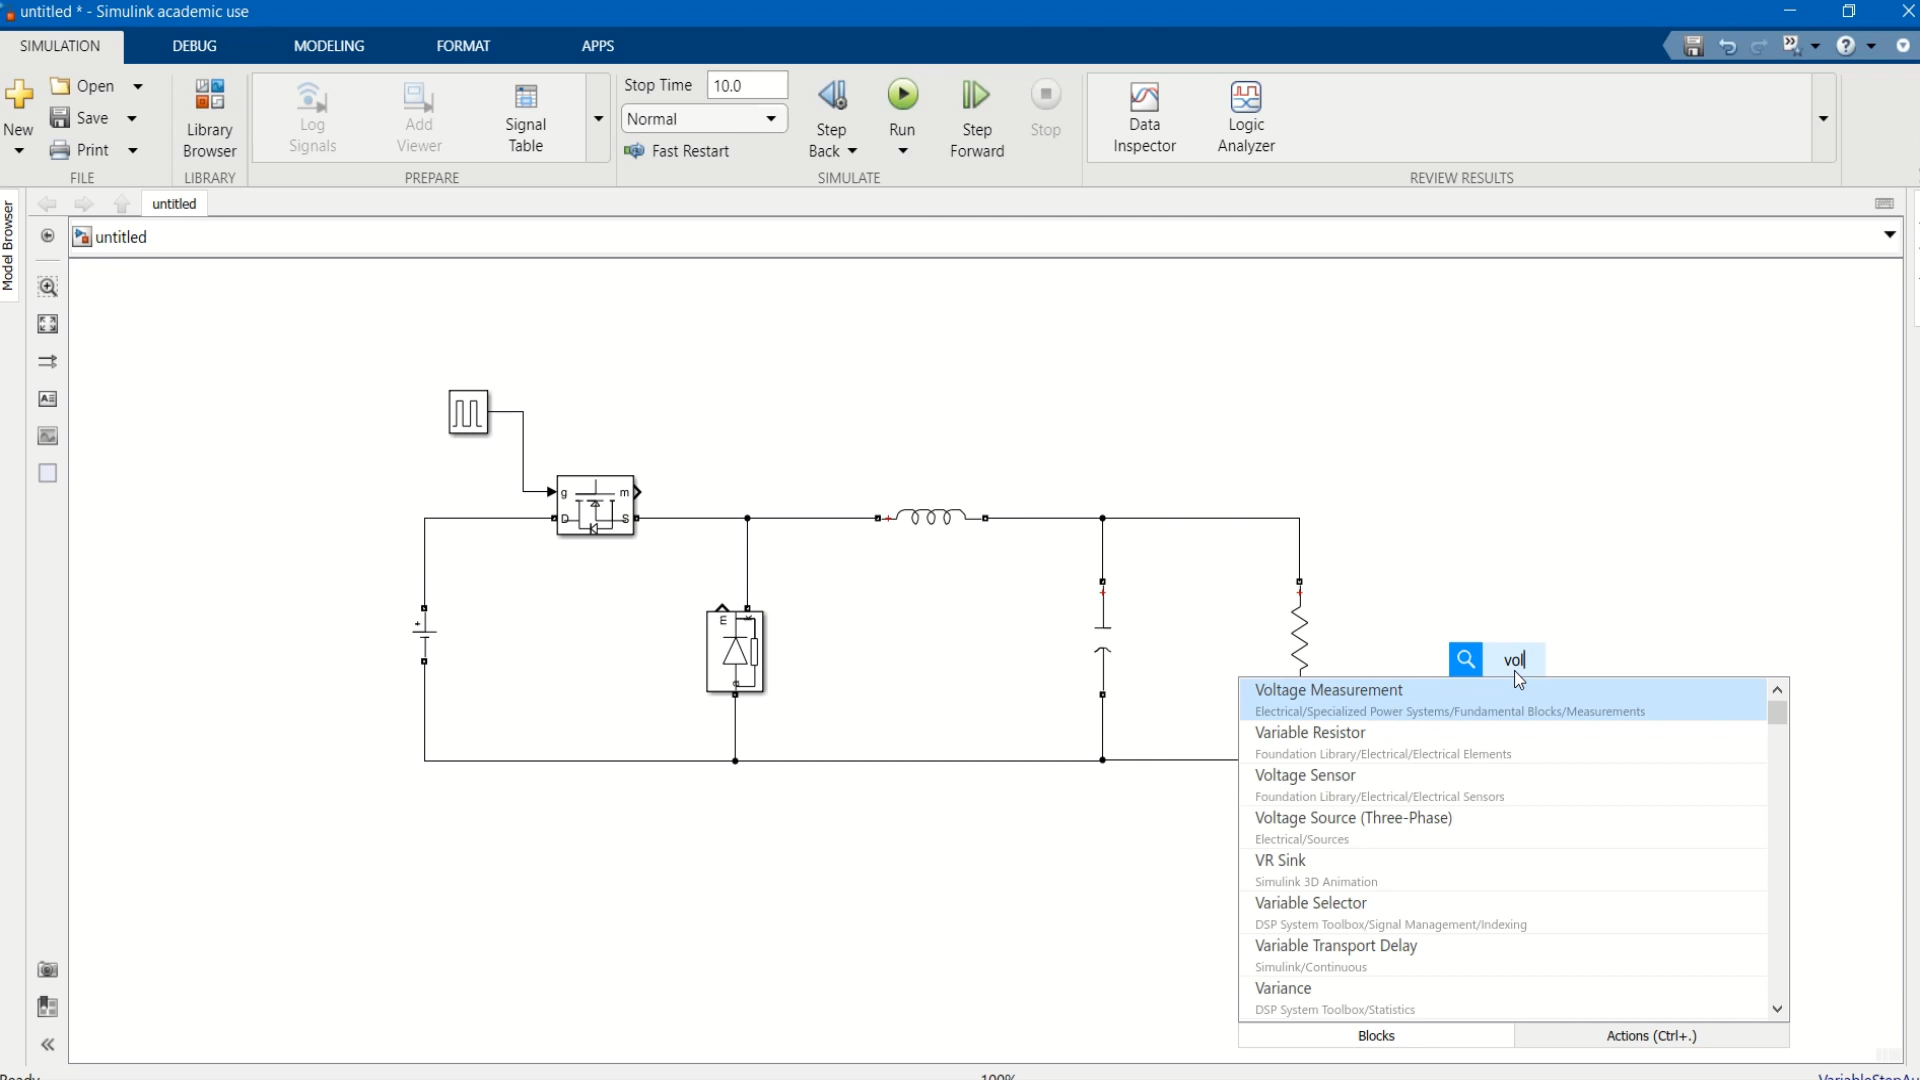 untitled * - Simulink academic use
SIMULATION
DEBUG
MODELING
FORMAT
APPS
New
Open
Save
Print
FILE
Library
Browser
LIBRARY
Log
Signals
Add
Viewer
Signal
Table
PREPARE
Stop Time 10.0
Normal
Fast Restart
Step
Back
Run
Step
Forward
Stop
SIMULATE
Data
Inspector
Logic
Analyzer
REVIEW RESULTS
Model Browser
untitled
untitled
g m
D S
+
+
m k
a
+
+
vol
Voltage Measurement
Electrical/Specialized Power Systems/Fundamental Blocks/Measurements
Variable Resistor
Foundation Library/Electrical/Electrical Elements
Voltage Sensor
Foundation Library/Electrical/Electrical Sensors
Voltage Source (Three-Phase)
Electrical/Sources
VR Sink
Simulink 3D Animation
Variable Selector
DSP System Toolbox/Signal Management/Indexing
Variable Transport Delay
Simulink/Continuous
Variance
DSP System Toolbox/Statistics
Blocks
Actions (Ctrl+.)
Ready
100%